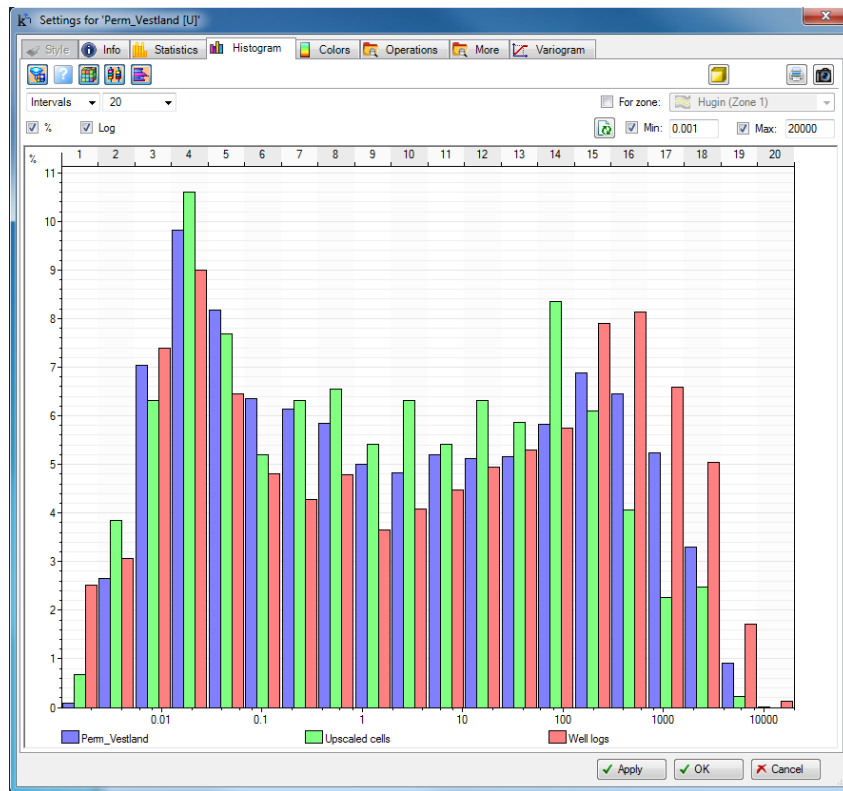 Settings for 'Perm_Vestland [U]'
Style Info Statistics Histogram Colors Operations More Variogram
Intervals 20 For zone: Hugin (Zone 1)
% Log Min: 0.001 Max: 20000
% 1 2 3 4 5 6 7 8 9 10 11 12 13 14 15 16 17 18 19 20
11
10
9
8
7
6
5
4
3
2
1
0
0.01 0.1 1 10 100 1000 10000
Perm_Vestland Upscaled cells Well logs
Apply OK Cancel